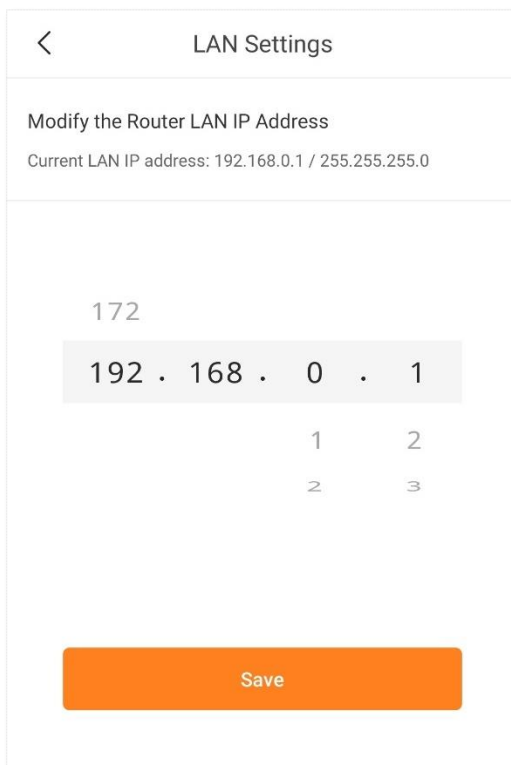 LAN Settings
Modify the Router LAN IP Address
Current LAN IP address: 192.168.0.1 / 255.255.255.0
172
192 . 168 . 0 . 1
1 2
2 3
Save